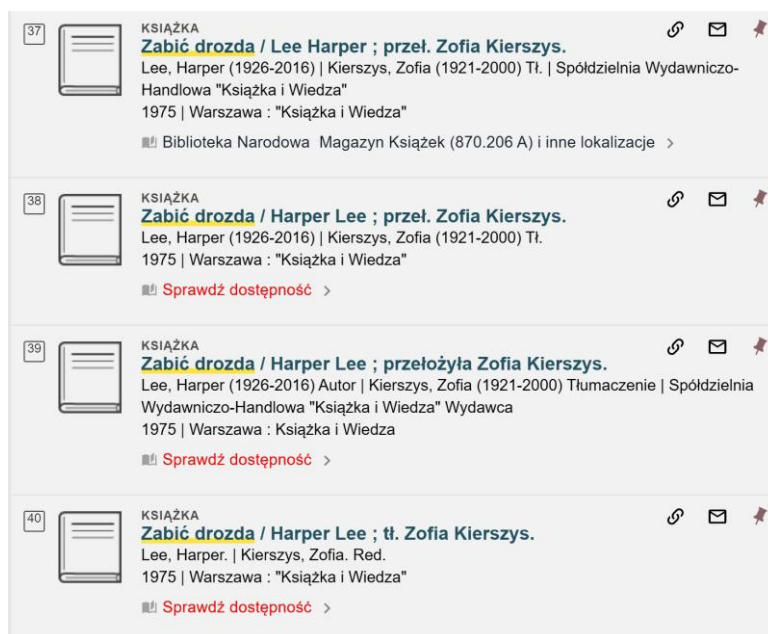 37
KSIĄŻKA
Zabić drozda / Lee Harper ; przeł. Zofia Kierszys.
Lee, Harper (1926-2016) | Kierszys, Zofia (1921-2000) Tł. | Spółdzielnia Wydawniczo-
Handlowa "Książka i Wiedza"
1975 | Warszawa : "Książka i Wiedza"
Biblioteka Narodowa Magazyn Książek (870.206 A) i inne lokalizacje >
38
KSIĄŻKA
Zabić drozda / Harper Lee ; przeł. Zofia Kierszys.
Lee, Harper (1926-2016) | Kierszys, Zofia (1921-2000) Tł.
1975 | Warszawa : "Książka i Wiedza"
Sprawdź dostępność >
39
KSIĄŻKA
Zabić drozda / Harper Lee ; przełożyła Zofia Kierszys.
Lee, Harper (1926-2016) Autor | Kierszys, Zofia (1921-2000) Tłumaczenie | Spółdzielnia
Wydawniczo-Handlowa "Książka i Wiedza" Wydawca
1975 | Warszawa : Książka i Wiedza
Sprawdź dostępność >
40
KSIĄŻKA
Zabić drozda / Harper Lee ; tł. Zofia Kierszys.
Lee, Harper. | Kierszys, Zofia. Red.
1975 | Warszawa : "Książka i Wiedza"
Sprawdź dostępność >